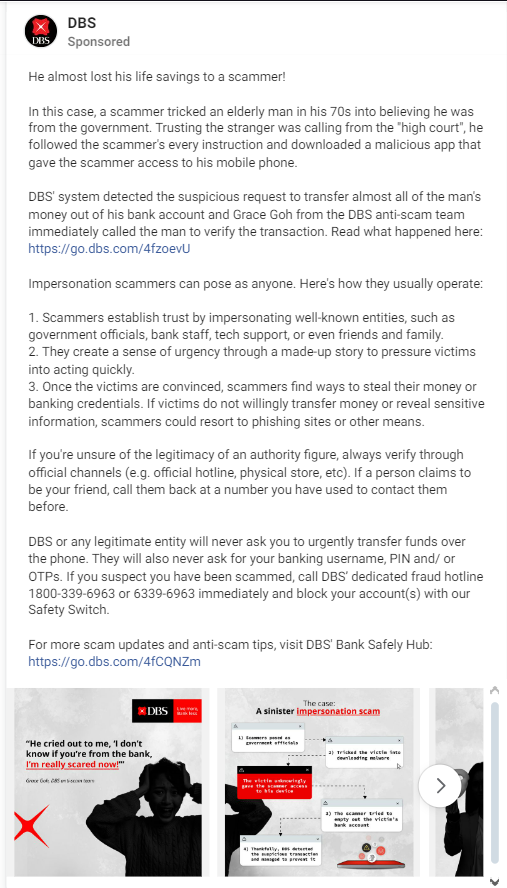 DBS
DBS
Sponsored
He almost lost his life savings to a scammer!
In this case, a scammer tricked an elderly man in his 70s into believing he was
from the government. Trusting the stranger was calling from the "high court", he
followed the scammer's every instruction and downloaded a malicious app that
gave the scammer access to his mobile phone.
DBS' system detected the suspicious request to transfer almost all of the man's
money out of his bank account and Grace Goh from the DBS anti-scam team
immediately called the man to verify the transaction. Read what happened here:
https://go.dbs.com/4fzoevU
Impersonation scammers can pose as anyone. Here's how they usually operate:
1. Scammers establish trust by impersonating well-known entities, such as
government officials, bank staff, tech support, or even friends and family.
2. They create a sense of urgency through a made-up story to pressure victims
into acting quickly.
3. Once the victims are convinced, scammers find ways to steal their money or
banking credentials. If victims do not willingly transfer money or reveal sensitive
information, scammers could resort to phishing sites or other means.
If you're unsure of the legitimacy of an authority figure, always verify through
official channels (e.g. official hotline, physical store, etc). If a person claims to
be your friend, call them back at a number you have used to contact them
before.
DBS or any legitimate entity will never ask you to urgently transfer funds over
the phone. They will also never ask for your banking username, PIN and/ or
OTPs. If you suspect you have been scammed, call DBS' dedicated fraud hotline
1800-339-6963 or 6339-6963 immediately and block your account(s) with our
Safety Switch.
For more scam updates and anti-scam tips, visit DBS' Bank Safely Hub:
https://go.dbs.com/4fCQNZm
DBS
Live more,
Bank less
"He cried out to me, 'I don't
know if you're from the bank,
I'm really scared now!'"
Grace Goh, DBS anti-scam team
The case:
A sinister impersonation scam
1) Scammers posed as
government officials
2) Tricked the victim into
downloading malware
The victim unknowingly
gave the scammer access
to his device
3) The scammer tried to
empty out the victim's
bank account
4) Thankfully, DBS detected
the suspicious transaction
and managed to prevent it